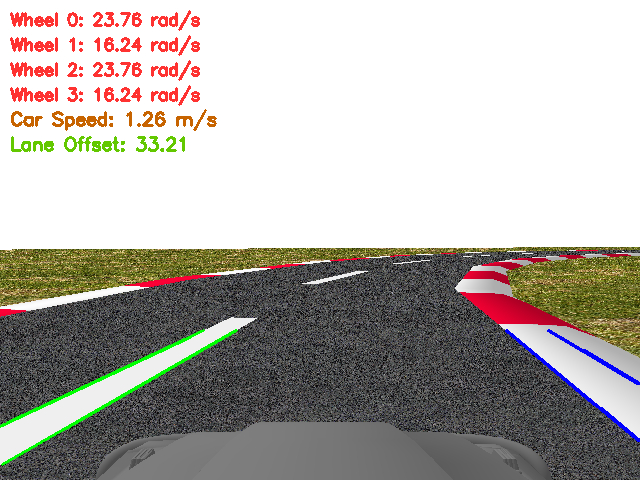 Wheel 0: 23.76 rad/s
Wheel 1: 16.24 rad/s
Wheel 2: 23.76 rad/s
Wheel 3: 16.24 rad/s
Car Speed: 1.26 m/s
Lane Offset: 33.21